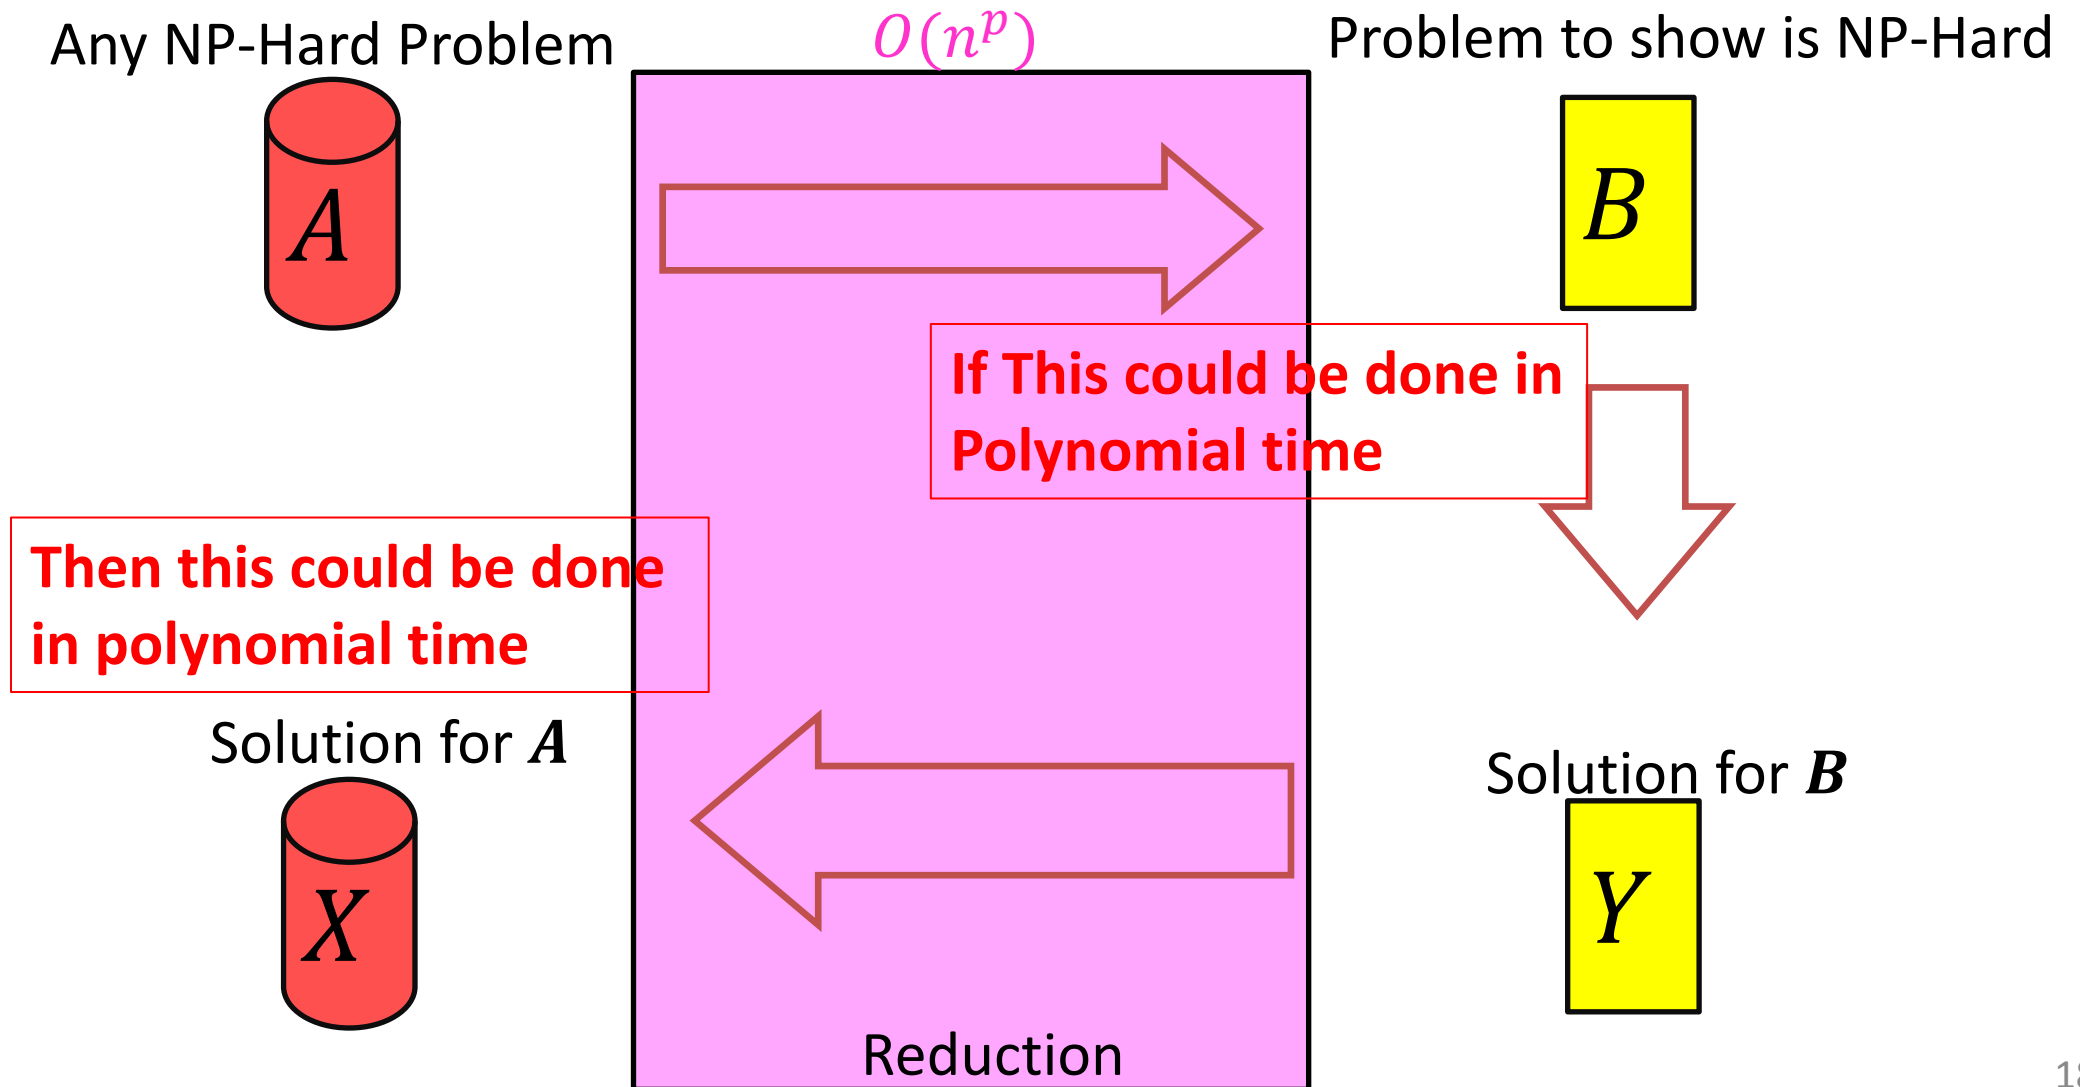 Any NP-Hard Problem
O(n^p)
Problem to show is NP-Hard
A
B
If This could be done in
Polynomial time
Then this could be done
in polynomial time
Solution for A
Solution for B
X
Y
Reduction
18